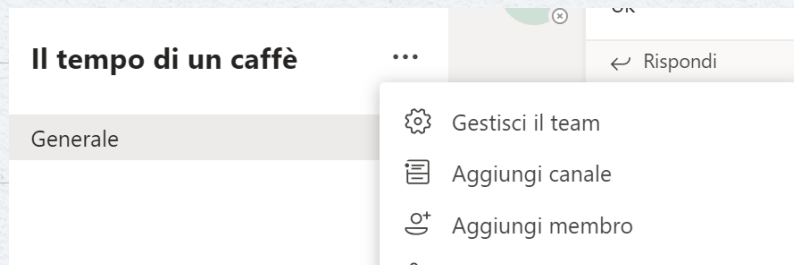 Il tempo di un caffè
Rispondi
Generale
Gestisci il team
Aggiungi canale
Aggiungi membro